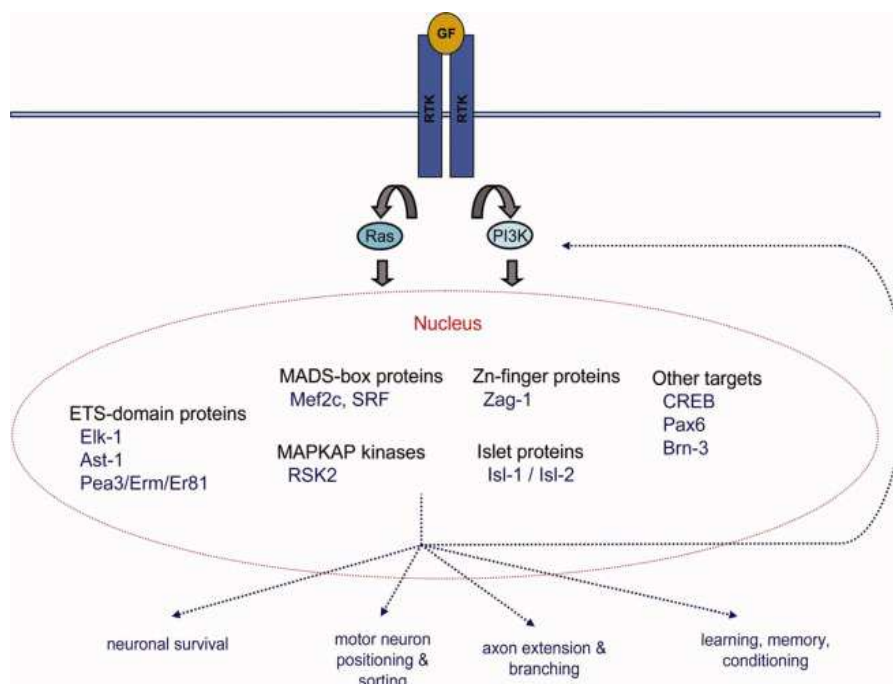 GF
RTK
RTK
Ras
PI3K
Nucleus
MADS-box proteins
Mef2c, SRF
Zn-finger proteins
Zag-1
Other targets
CREB
Pax6
Brn-3
ETS-domain proteins
Elk-1
Ast-1
Pea3/Erm/Er81
MAPKAP kinases
RSK2
Islet proteins
Isl-1 / Isl-2
neuronal survival
motor neuron
positioning &
sorting
axon extension &
branching
learning, memory,
conditioning